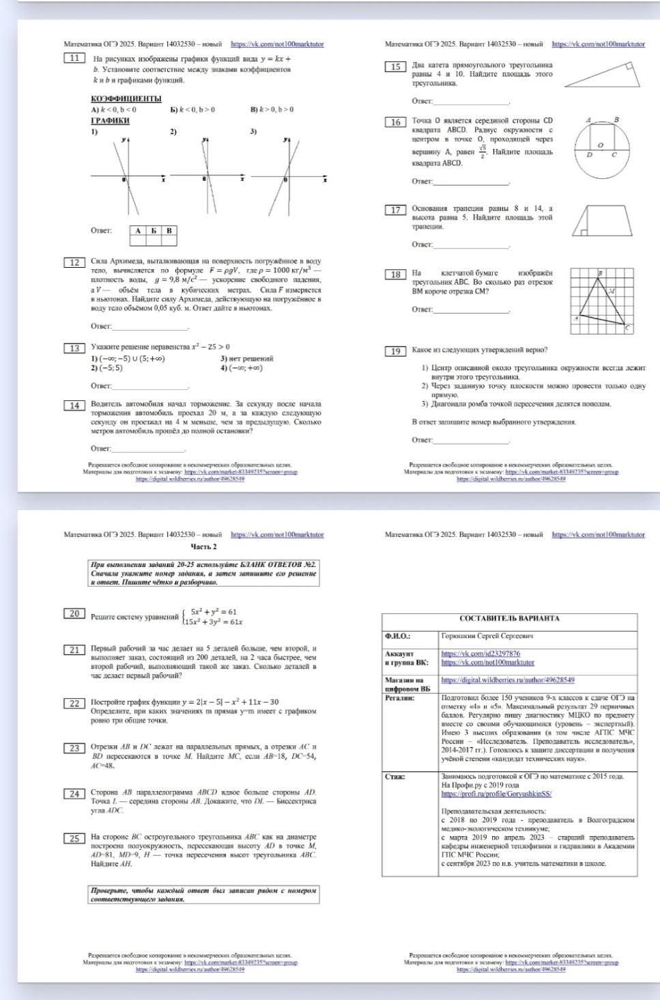 Математика ОГЭ 2025. Вариант 14032530 – новый https://vk.com/not100marktutor
11 На рисунках изображены графики функций вида y = kx +
b. Установите соответствие между знаками коэффициентов
k и b и графиками функций.
КОЭФФИЦИЕНТЫ
А) k < 0, b < 0 Б) k < 0, b > 0 В) k > 0, b > 0
ГРАФИКИ
1) 2) 3)
y y y
0 x 0 x 0 x
Ответ: А Б В
12 Сила Архимеда, выталкивающая на поверхность погружённое в воду
тело, вычисляется по формуле F = ρgV, где ρ = 1000 кг/м³ —
плотность воды, g = 9,8 м/с² — ускорение свободного падения,
а V — объём тела в кубических метрах. Сила F измеряется
в ньютонах. Найдите силу Архимеда, действующую на погружённое в
воду тело объёмом 0,05 куб. м. Ответ дайте в ньютонах.
Ответ:____________________.
13 Укажите решение неравенства x² − 25 > 0
1) (−∞; −5) ∪ (5; +∞) 3) нет решений
2) (−5; 5) 4) (−∞; +∞)
Ответ:____________________.
14 Водитель автомобиля начал торможение. За секунду после начала
торможения автомобиль проехал 20 м, а за каждую следующую
секунду он проезжал на 4 м меньше, чем за предыдущую. Сколько
метров автомобиль прошёл до полной остановки?
Ответ:____________________.
Разрешается свободное копирование в некоммерческих образовательных целях.
Материалы для подготовки к экзамену: https://vk.com/market-83349235?screen=group
https://digital.wildberries.ru/author/49628549
Математика ОГЭ 2025. Вариант 14032530 – новый https://vk.com/not100marktutor
15 Два катета прямоугольного треугольника
равны 4 и 10. Найдите площадь этого
треугольника.
Ответ:____________________.
16 Точка О является серединой стороны CD
квадрата ABCD. Радиус окружности с
центром в точке О, проходящей через
вершину А, равен √5/2. Найдите площадь
квадрата ABCD.
A B
O
D C
Ответ:____________________.
17 Основания трапеции равны 8 и 14, а
высота равна 5. Найдите площадь этой
трапеции.
Ответ:____________________.
18 На клетчатой бумаге изображён
треугольник ABC. Во сколько раз отрезок
BM короче отрезка CM?
B
M
A
C
Ответ:____________________.
19 Какое из следующих утверждений верно?
1) Центр описанной около треугольника окружности всегда лежит
внутри этого треугольника.
2) Через заданную точку плоскости можно провести только одну
прямую.
3) Диагонали ромба точкой пересечения делятся пополам.
В ответ запишите номер выбранного утверждения.
Ответ:____________________.
Разрешается свободное копирование в некоммерческих образовательных целях.
Материалы для подготовки к экзамену: https://vk.com/market-83349235?screen=group
https://digital.wildberries.ru/author/49628549
Математика ОГЭ 2025. Вариант 14032530 – новый https://vk.com/not100marktutor
Часть 2
При выполнении заданий 20-25 используйте БЛАНК ОТВЕТОВ №2.
Сначала укажите номер задания, а затем запишите его решение
и ответ. Пишите чётко и разборчиво.
20 Решите систему уравнений { 5x² + y² = 61
15x² + 3y² = 61x
21 Первый рабочий за час делает на 5 деталей больше, чем второй, и
выполняет заказ, состоящий из 200 деталей, на 2 часа быстрее, чем
второй рабочий, выполняющий такой же заказ. Сколько деталей в
час делает первый рабочий?
22 Постройте график функции y = 2|x − 5| − x² + 11x − 30
Определите, при каких значениях m прямая y=m имеет с графиком
ровно три общие точки.
23 Отрезки AB и DC лежат на параллельных прямых, а отрезки AC и
BD пересекаются в точке M. Найдите MC, если AB=18, DC=54,
AC=48.
24 Сторона AB параллелограмма ABCD вдвое больше стороны AD.
Точка L — середина стороны AB. Докажите, что DL — Биссектриса
угла ADC.
25 На стороне BC остроугольного треугольника ABC как на диаметре
построена полуокружность, пересекающая высоту AD в точке M,
AD=81, MD=9, H — точка пересечения высот треугольника ABC.
Найдите AH.
Проверьте, чтобы каждый ответ был записан рядом с номером
соответствующего задания.
Разрешается свободное копирование в некоммерческих образовательных целях.
Материалы для подготовки к экзамену: https://vk.com/market-83349235?screen=group
https://digital.wildberries.ru/author/49628549
Математика ОГЭ 2025. Вариант 14032530 – новый https://vk.com/not100marktutor
СОСТАВИТЕЛЬ ВАРИАНТА
Ф.И.О.: Горюшкин Сергей Сергеевич
Аккаунт https://vk.com/id23297876
и группа ВК: https://vk.com/not100marktutor
Магазин на https://digital.wildberries.ru/author/49628549
цифровом ВБ
Регалии: Подготовил более 150 учеников 9-х классов к сдаче ОГЭ на
отметку «4» и «5». Максимальный результат 29 первичных
баллов. Регулярно пишу диагностику МЦКО по предмету
вместе со своими обучающимися (уровень – экспертный).
Имею 3 высших образования (в том числе АГПС МЧС
России – «Исследователь. Преподаватель исследователь»,
2014-2017 гг.). Готовлюсь к защите диссертации и получения
учёной степени «кандидат технических наук».
Стаж: Занимаюсь подготовкой к ОГЭ по математике с 2015 года.
На Профи.ру с 2019 года
https://profi.ru/profile/GoryushkinSS/
Преподавательская деятельность:
с 2018 по 2019 года - преподаватель в Волгоградском
медико-экологическом техникуме;
с марта 2019 по апрель 2023 – старший преподаватель
кафедры инженерной теплофизики и гидравлики в Академии
ГПС МЧС России;
с сентября 2023 по н.в. учитель математики в школе.
Разрешается свободное копирование в некоммерческих образовательных целях.
Материалы для подготовки к экзамену: https://vk.com/market-83349235?screen=group
https://digital.wildberries.ru/author/49628549